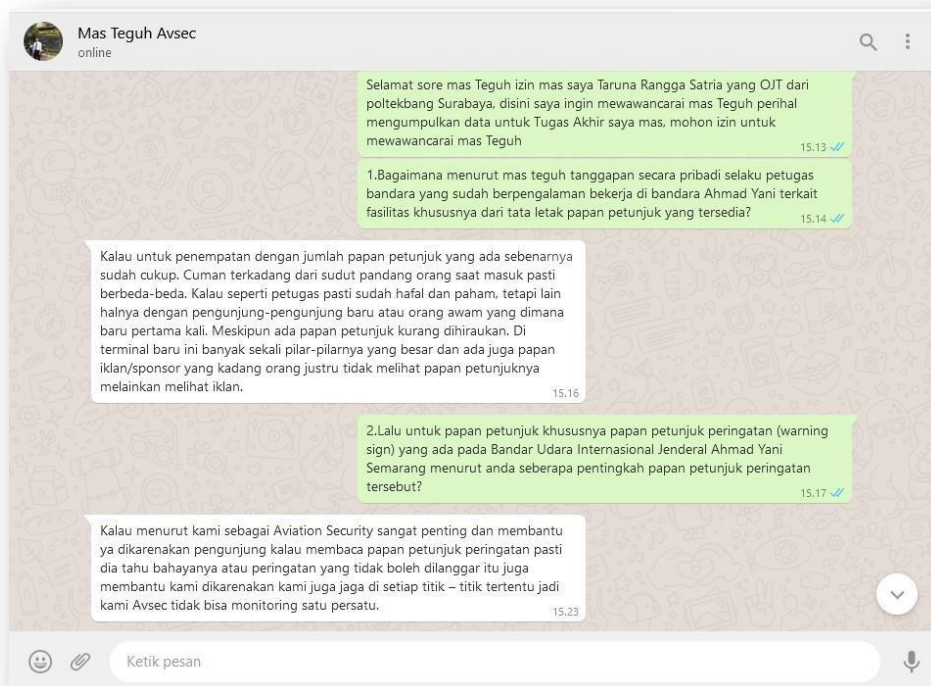 Mas Teguh Avsec
online
Selamat sore mas Teguh izin mas saya Taruna Rangga Satria yang OJT dari
poltekbang Surabaya, disini saya ingin mewawancarai mas Teguh perihal
mengumpulkan data untuk Tugas Akhir saya mas, mohon izin untuk
mewawancarai mas Teguh
15.13
1.Bagaimana menurut mas teguh tanggapan secara pribadi selaku petugas
bandara yang sudah berpengalaman bekerja di bandara Ahmad Yani terkait
fasilitas khususnya dari tata letak papan petunjuk yang tersedia?
15.14
Kalau untuk penempatan dengan jumlah papan petunjuk yang ada sebenarnya
sudah cukup. Cuman terkadang dari sudut pandang orang saat masuk pasti
berbeda-beda. Kalau seperti petugas pasti sudah hafal dan paham, tetapi lain
halnya dengan pengunjung-pengunjung baru atau orang awam yang dimana
baru pertama kali. Meskipun ada papan petunjuk kurang dihiraukan. Di
terminal baru ini banyak sekali pilar-pilarnya yang besar dan ada juga papan
iklan/sponsor yang kadang orang justru tidak melihat papan petunjuknya
melainkan melihat iklan.
15.16
2.Lalu untuk papan petunjuk khususnya papan petunjuk peringatan (warning
sign) yang ada pada Bandar Udara Internasional Jenderal Ahmad Yani
Semarang menurut anda seberapa pentingkah papan petunjuk peringatan
tersebut?
15.17
Kalau menurut kami sebagai Aviation Security sangat penting dan membantu
ya dikarenakan pengunjung kalau membaca papan petunjuk peringatan pasti
dia tahu bahayanya atau peringatan yang tidak boleh dilanggar itu juga
membantu kami dikarenakan kami juga jaga di setiap titik – titik tertentu jadi
kami Avsec tidak bisa monitoring satu persatu.
15.23
Ketik pesan